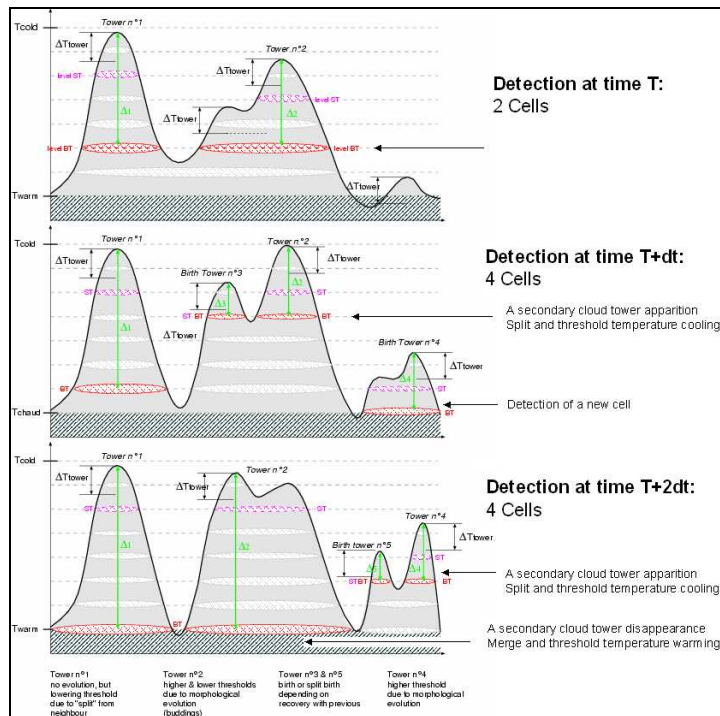 Tower n°1
Tcold
ΔTtower
Tower n°2
level ST
ΔTtower
level ST
Δ1
ΔTtower
Δ2
level BT
level BT
ΔTtower
Twarm
Detection at time T:
2 Cells
Tower n°1
Tcold
Tower n°2
ΔTtower
Birth Tower n°3
ΔTtower
Δ2
ST
Δ3
ST
ST BT
BT
Δ1
ΔTtower
Birth Tower n°4
ΔTtower
Δ4
BT
ST
Tchaud
BT
Detection at time T+dt:
4 Cells
A secondary cloud tower apparition
Split and threshold temperature cooling
Detection of a new cell
Tower n°1
Tcold
Tower n°2
ΔTtower
ΔTtower
ST
ST
Tower n°4
ΔTtower
Birth tower n°5
Δ1
Δ2
ΔTtower
ST
Δ4
STBT
BT
Twarm
BT
Detection at time T+2dt:
4 Cells
A secondary cloud tower apparition
Split and threshold temperature cooling
A secondary cloud tower disappearance
Merge and threshold temperature warming
Tower n°1
no evolution, but
lowering threshold
due to "split" from
neighbour
Tower n°2
higher & lower thresholds
due to morphological
evolution
(buddings)
Tower n°3 & n°5
birth or split birth
depending on
recovery with previous
Tower n°4
higher threshold
due to morphological
evolution